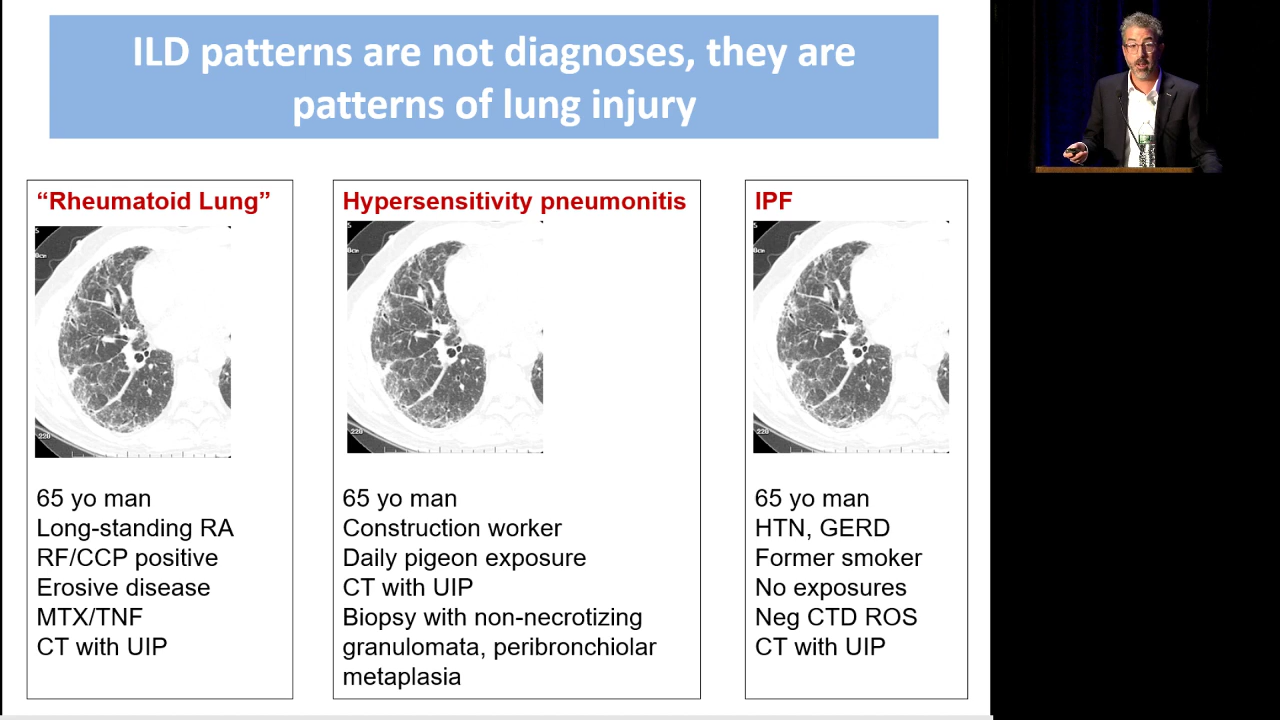 ILD patterns are not diagnoses, they are
patterns of lung injury
“Rheumatoid Lung”
65 yo man
Long-standing RA
RF/CCP positive
Erosive disease
MTX/TNF
CT with UIP
Hypersensitivity pneumonitis
65 yo man
Construction worker
Daily pigeon exposure
CT with UIP
Biopsy with non-necrotizing
granulomata, peribronchiolar
metaplasia
IPF
65 yo man
HTN, GERD
Former smoker
No exposures
Neg CTD ROS
CT with UIP